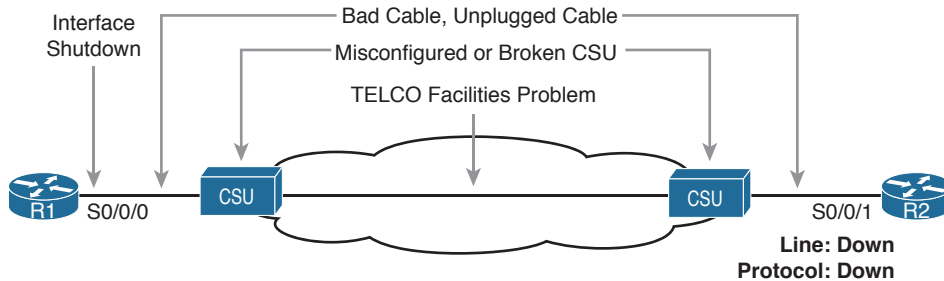 Interface
Shutdown
Bad Cable, Unplugged Cable
Misconfigured or Broken CSU
TELCO Facilities Problem
R1
S0/0/0
CSU
CSU
S0/0/1
R2
Line: Down
Protocol: Down